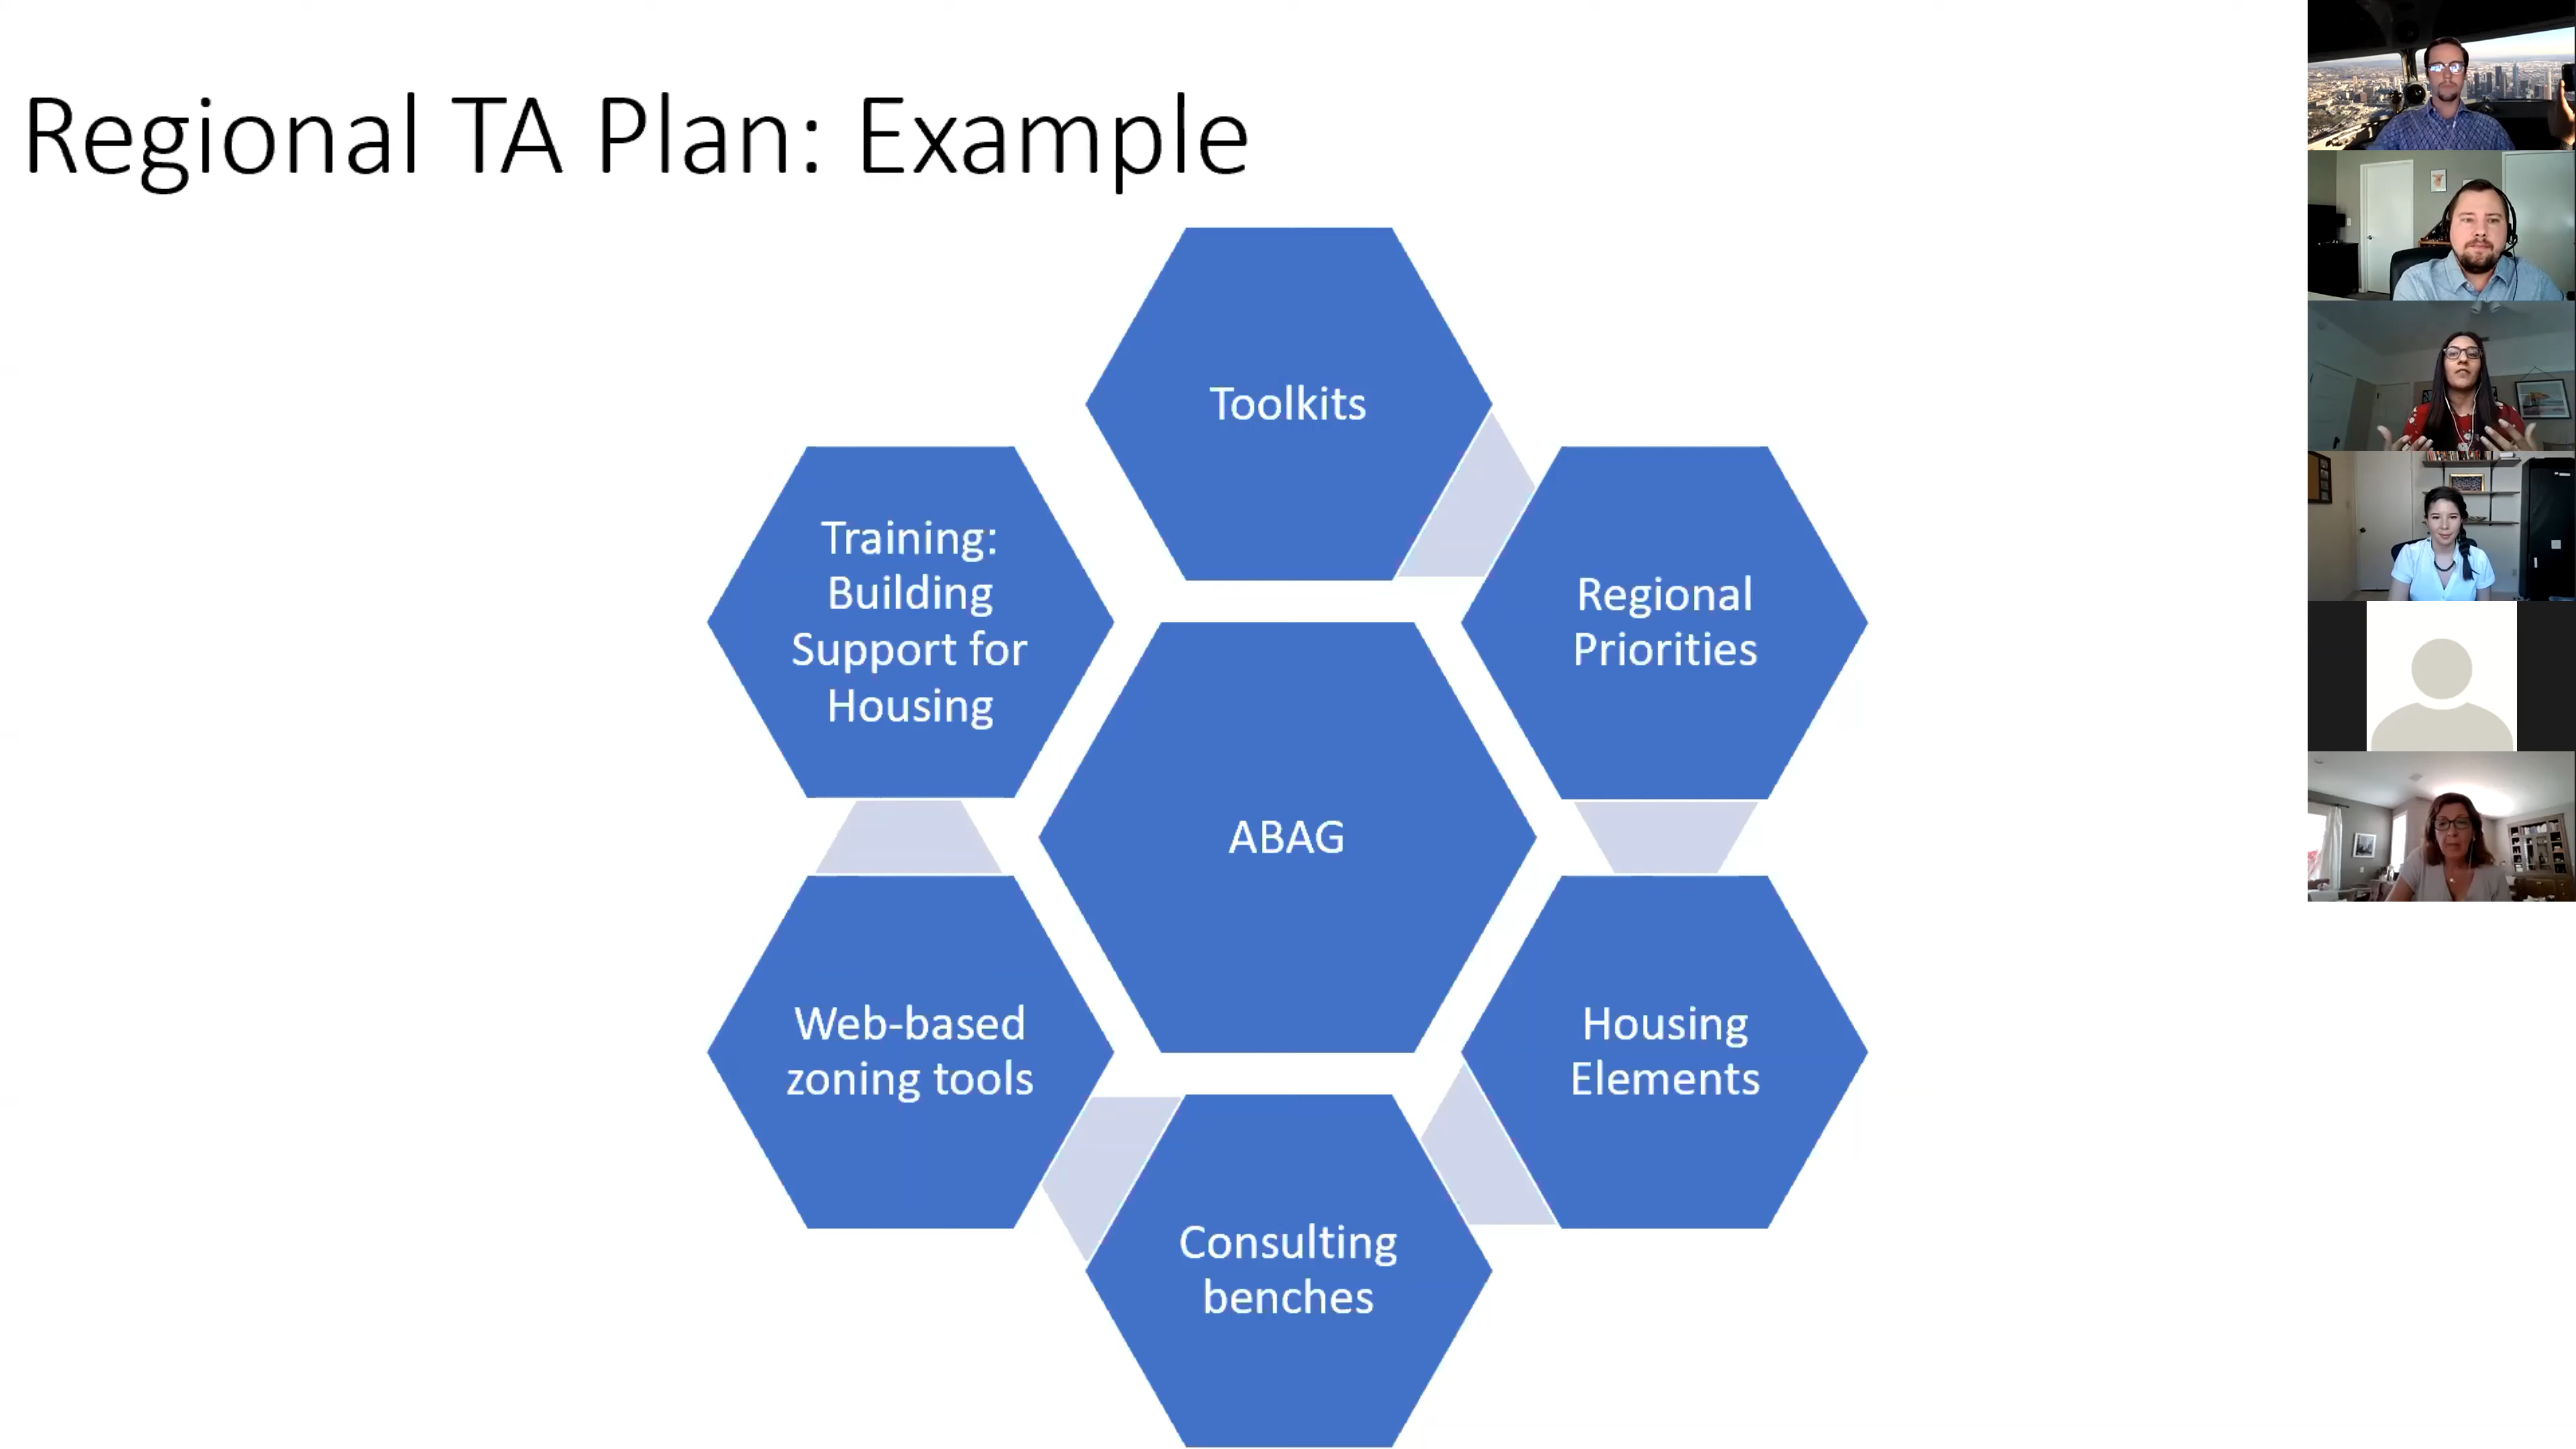 Regional TA Plan: Example
Toolkits
Training:
Building
Support for
Housing
Regional
Priorities
ABAG
Web-based
zoning tools
Housing
Elements
Consulting
benches